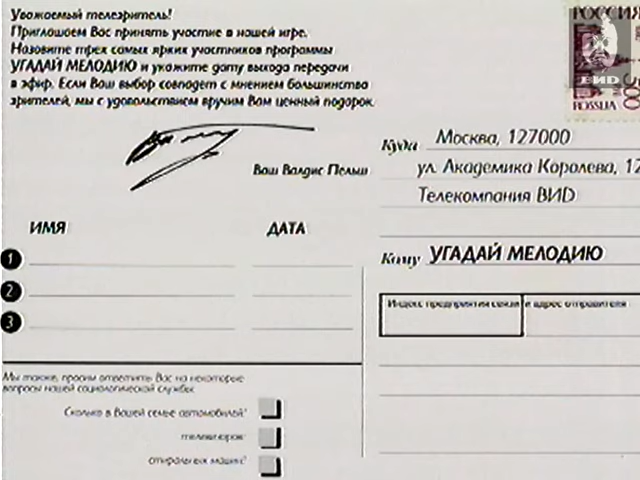 Уважаемый телезритель!
Приглашаем Вас принять участие в нашей игре.
Назовите трех самых ярких участников программы
УГАДАЙ МЕЛОДИЮ и укажите дату выхода передачи
в эфир. Если Ваш выбор совпадет с мнением большинства
зрителей, мы с удовольствием вручим Вам ценный подарок.
Ваш Валдис Пельш
ИМЯ ДАТА
1
2
3
Мы также, просим ответить Вас на некоторые
вопросы нашей социологической службы:
Сколько в Вашей семье автомобилей?
телевизоров?
стиральных машин?
РОССИЯ
ВИD
ROSSIJA
Куда Москва, 127000
ул. Академика Королева, 12
Телекомпания ВИD
Кому УГАДАЙ МЕЛОДИЮ
Индекс предприятия связи и адрес отправителя